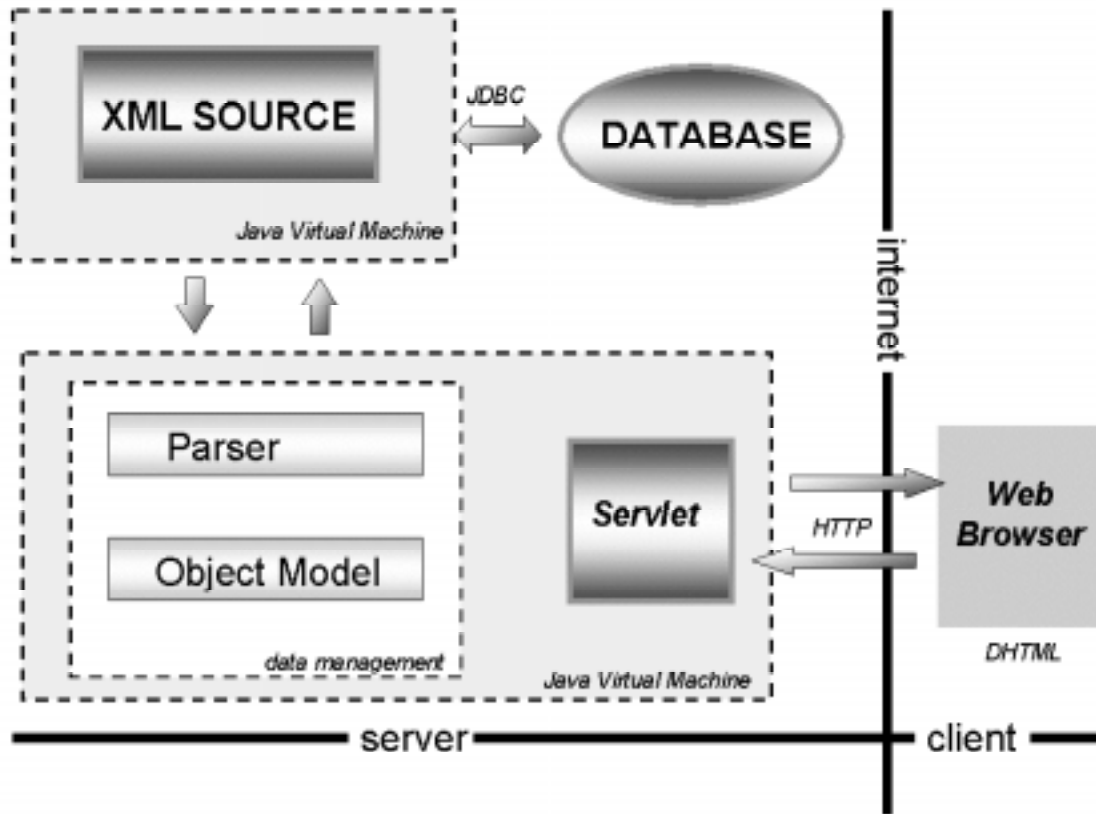 XML SOURCE
JDBC
DATABASE
Java Virtual Machine
internet
Parser
Object Model
data management
Servlet
Java Virtual Machine
HTTP
Web
Browser
DHTML
server
client